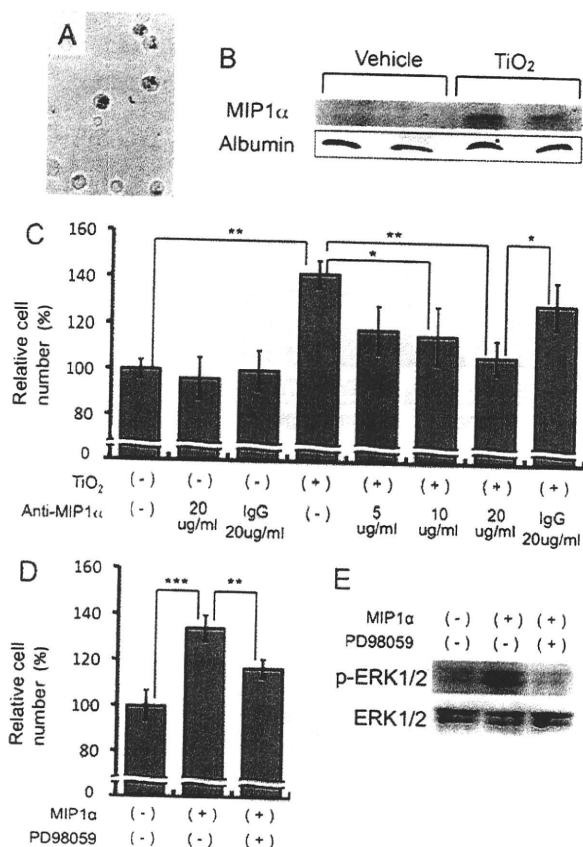 A
B
Vehicle TiO2
MIP1α
Albumin
C
Relative cell number (%)
160
140
120
100
80
0
TiO2 (-) (-) (-) (+) (+) (+) (+) (+)
Anti-MIP1α (-) 20 ug/ml IgG 20ug/ml (-) 5 ug/ml 10 ug/ml 20 ug/ml IgG 20ug/ml
** ** * *
D
Relative cell number (%)
160
140
120
100
80
0
*** **
MIP1α (-) (+) (+)
PD98059 (-) (-) (+)
E
MIP1α (-) (+) (+)
PD98059 (-) (-) (+)
p-ERK1/2
ERK1/2